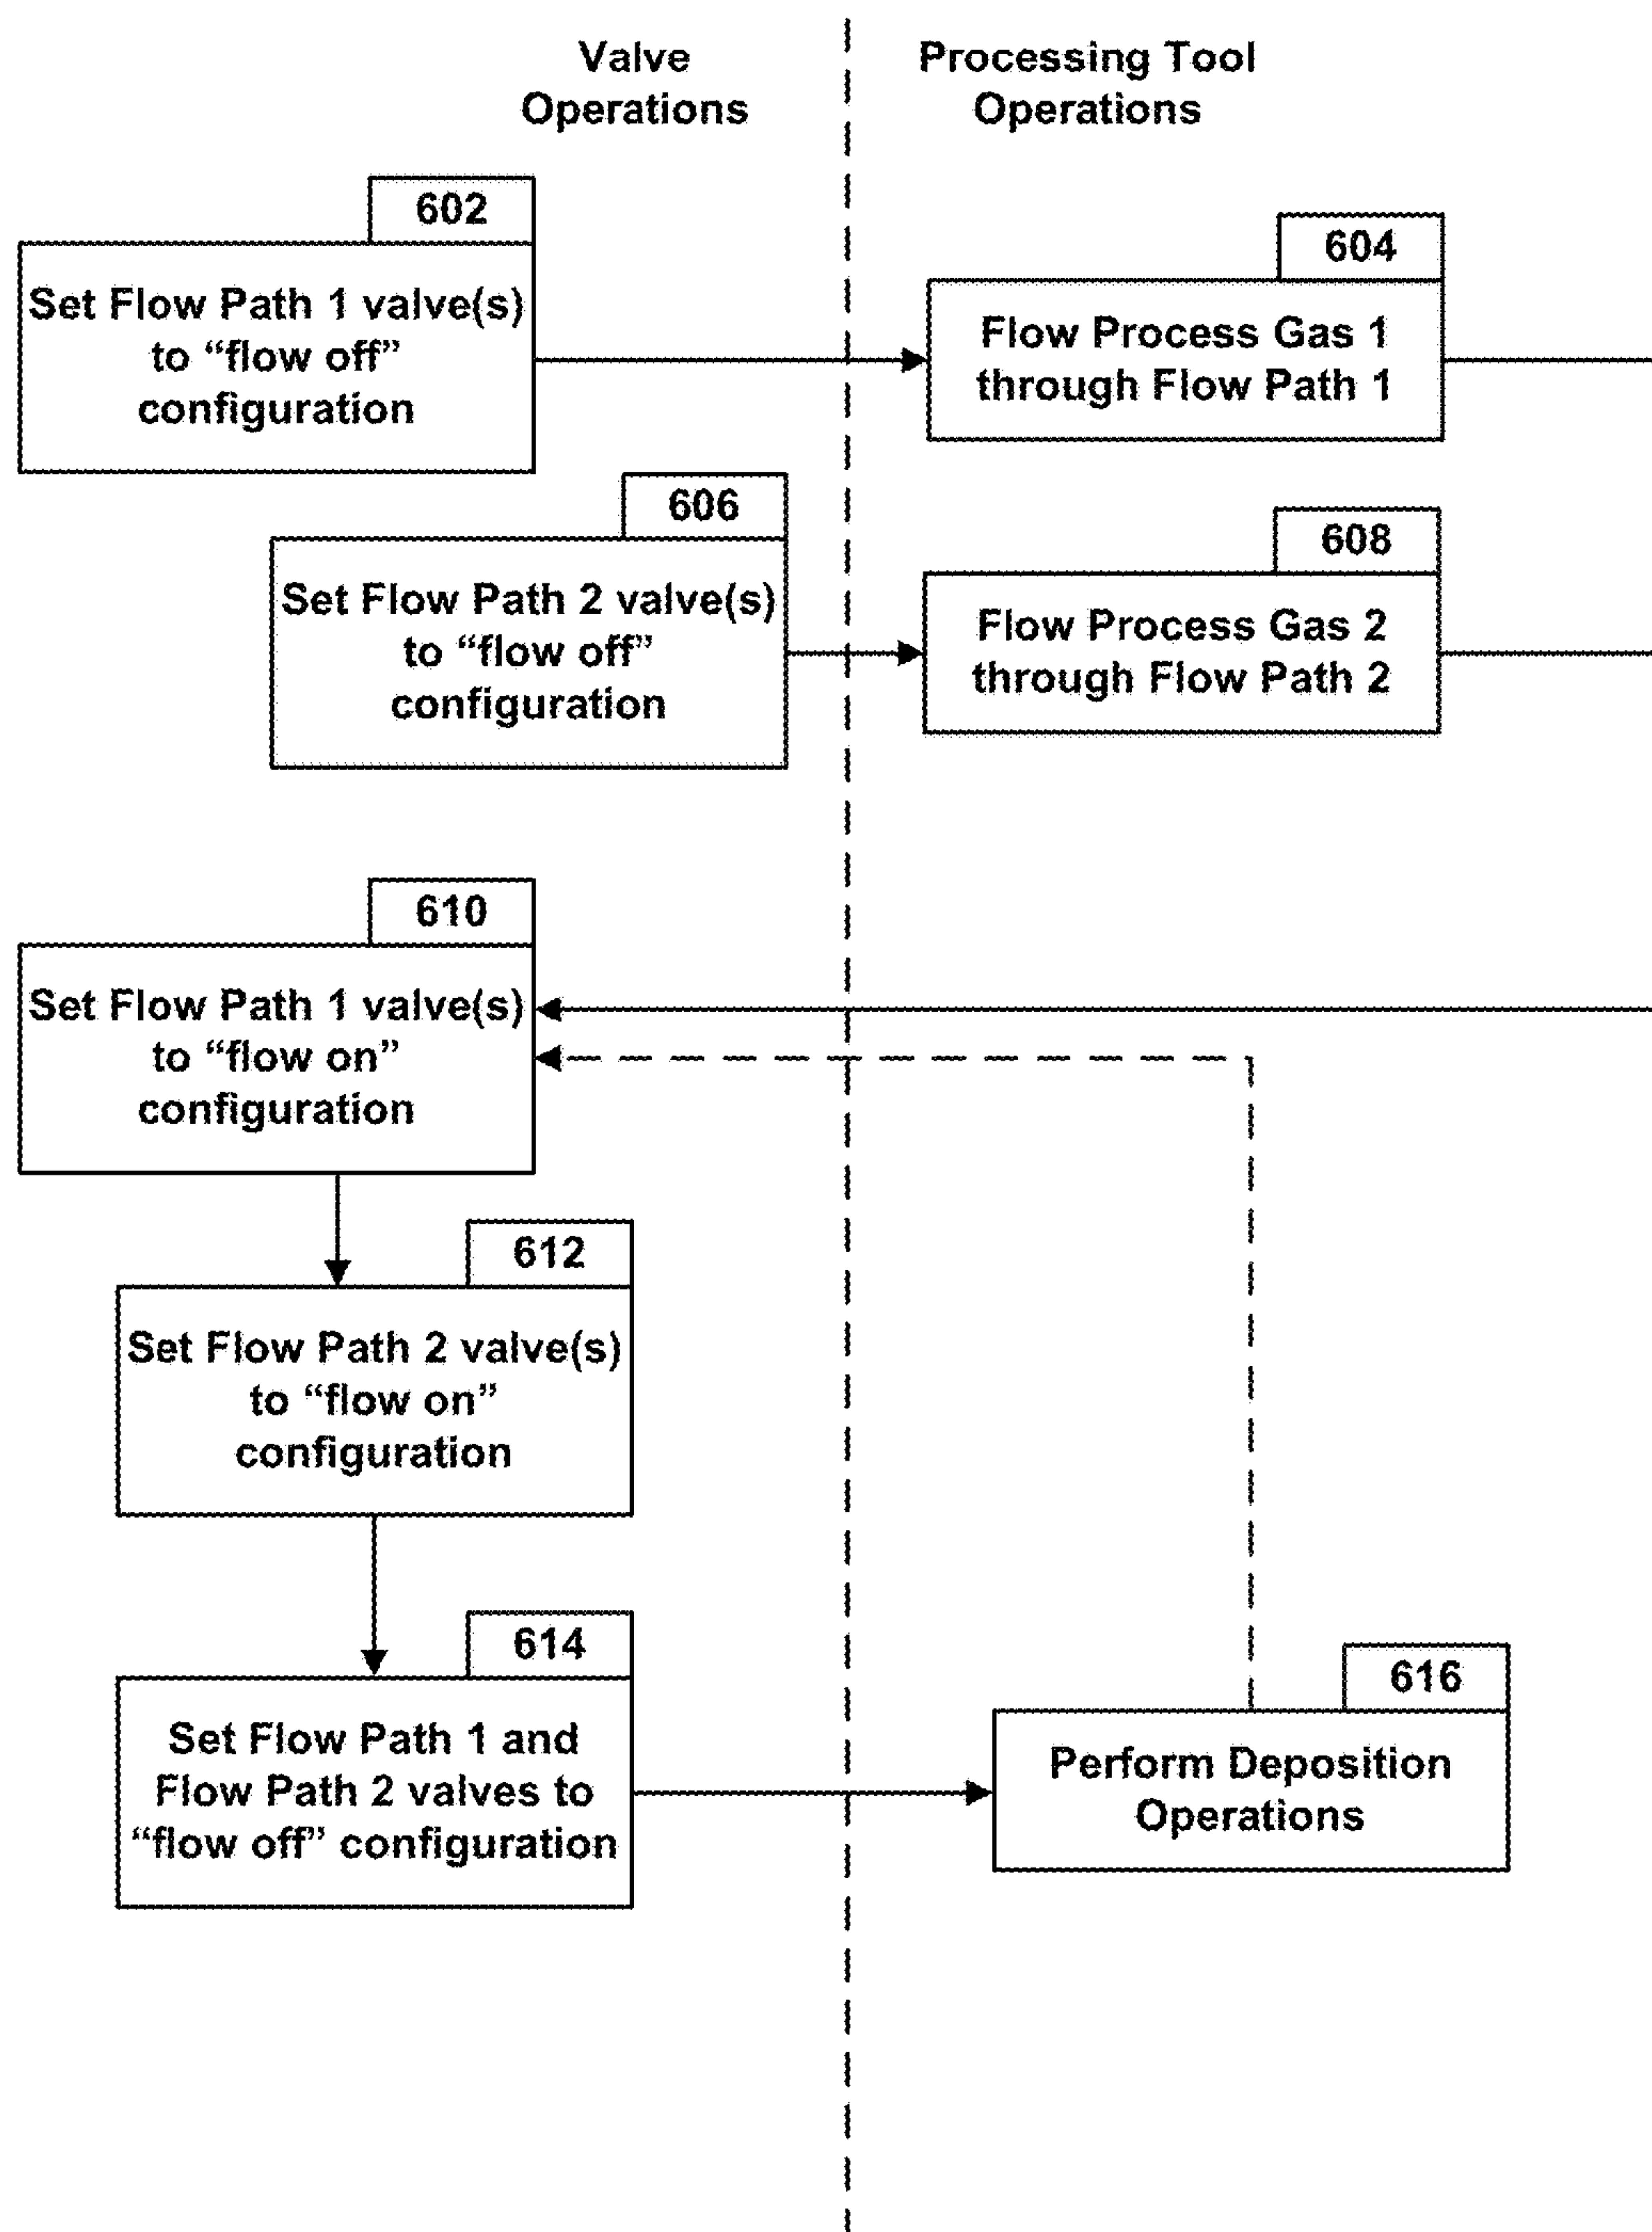 Valve
Operations
Processing Tool
Operations
602
Set Flow Path 1 valve(s)
to “flow off”
configuration
604
Flow Process Gas 1
through Flow Path 1
606
Set Flow Path 2 valve(s)
to “flow off”
configuration
608
Flow Process Gas 2
through Flow Path 2
610
Set Flow Path 1 valve(s)
to “flow on”
configuration
612
Set Flow Path 2 valve(s)
to “flow on”
configuration
614
Set Flow Path 1 and
Flow Path 2 valves to
“flow off” configuration
616
Perform Deposition
Operations